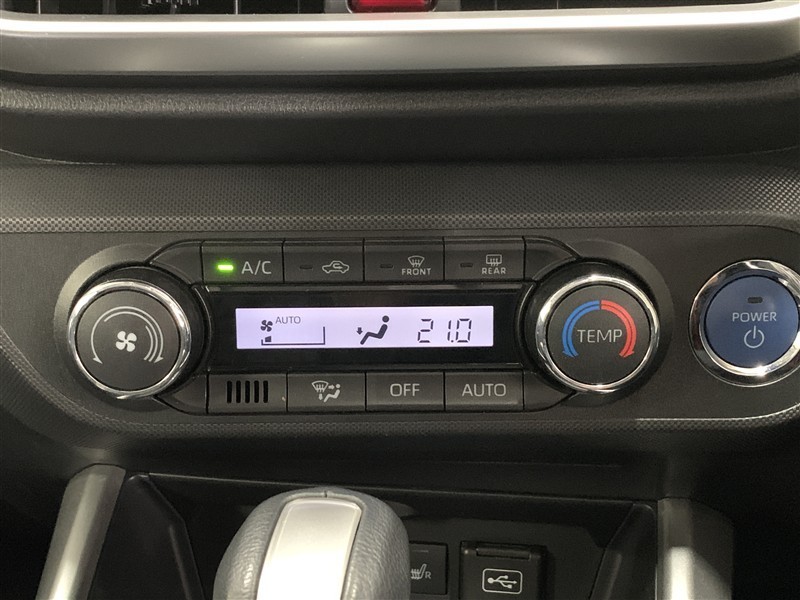 A/C
FRONT
REAR
AUTO
21.0
TEMP
POWER
OFF
AUTO
R